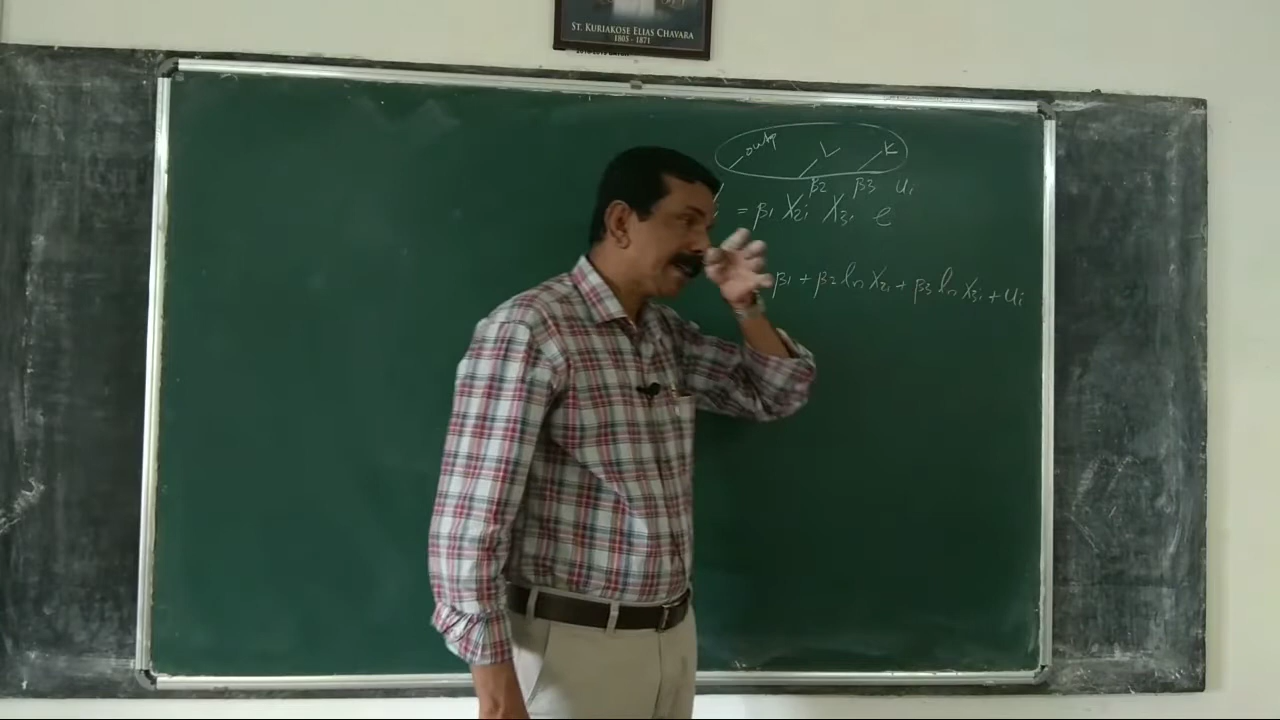 ST. KURIAKOSE ELIAS CHAVARA
1805 - 1871
outp L K
β2 β3 ui
i = β1 X2i X3i e
β1 + β2 ln X2i + β3 ln X3i + ui